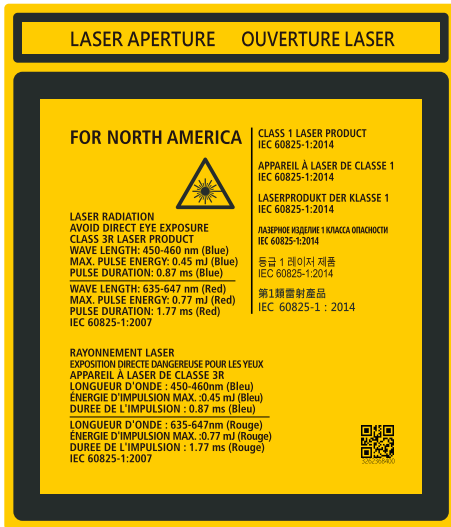 LASER APERTURE OUVERTURE LASER
FOR NORTH AMERICA
LASER RADIATION
AVOID DIRECT EYE EXPOSURE
CLASS 3R LASER PRODUCT
WAVE LENGTH: 450-460 nm (Blue)
MAX. PULSE ENERGY: 0.45 mJ (Blue)
PULSE DURATION: 0.87 ms (Blue)
WAVE LENGTH: 635-647 nm (Red)
MAX. PULSE ENERGY: 0.77 mJ (Red)
PULSE DURATION: 1.77 ms (Red)
IEC 60825-1:2007
RAYONNEMENT LASER
EXPOSITION DIRECTE DANGEREUSE POUR LES YEUX
APPAREIL À LASER DE CLASSE 3R
LONGUEUR D'ONDE : 450-460nm (Bleu)
ÉNERGIE D'IMPULSION MAX. :0.45 mJ (Bleu)
DUREE DE L'IMPULSION : 0.87 ms (Bleu)
LONGUEUR D'ONDE : 635-647nm (Rouge)
ÉNERGIE D'IMPULSION MAX. :0.77 mJ (Rouge)
DUREE DE L'IMPULSION : 1.77 ms (Rouge)
IEC 60825-1:2007
CLASS 1 LASER PRODUCT
IEC 60825-1:2014
APPAREIL À LASER DE CLASSE 1
IEC 60825-1:2014
LASERPRODUKT DER KLASSE 1
IEC 60825-1:2014
ЛАЗЕРНОЕ ИЗДЕЛИЕ 1 КЛАССА ОПАСНОСТИ
IEC 60825-1:2014
등급 1 레이저 제품
IEC 60825-1:2014
第1類雷射產品
IEC 60825-1 : 2014
3262368400